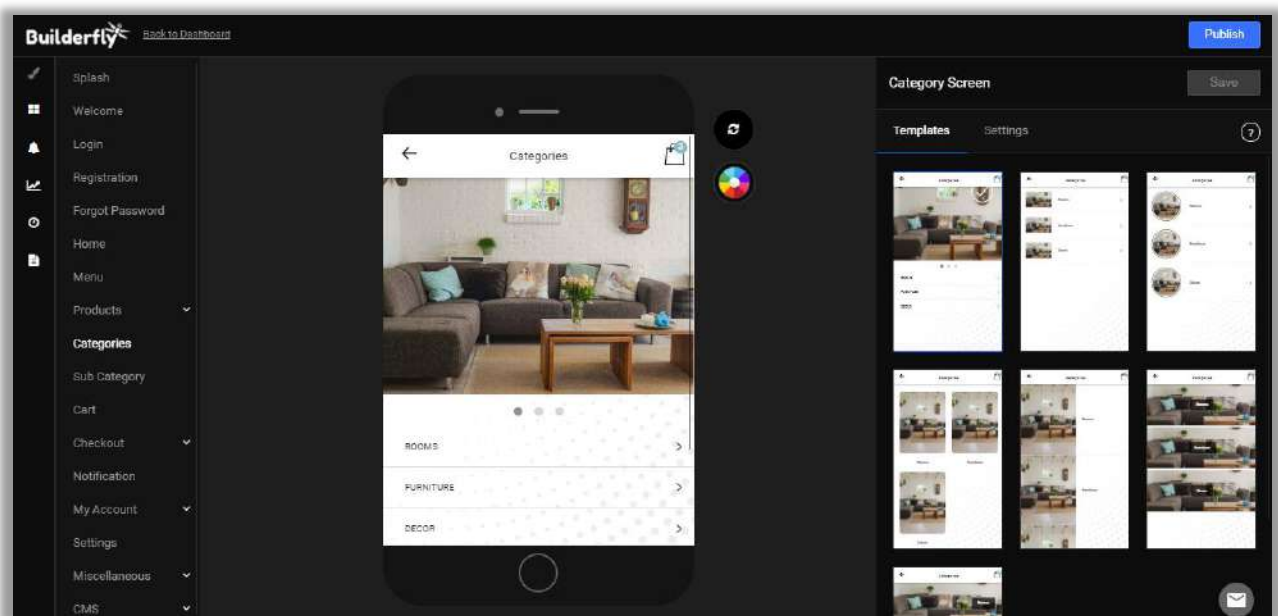 Builderfly
Back to Dashboard
Publish
Splash
Welcome
Login
Registration
Forgot Password
Home
Menu
Products
Categories
Sub Category
Cart
Checkout
Notification
My Account
Settings
Miscellaneous
CMS
Categories
ROOMS
FURNITURE
DECOR
Category Screen
Save
Templates
Settings
?